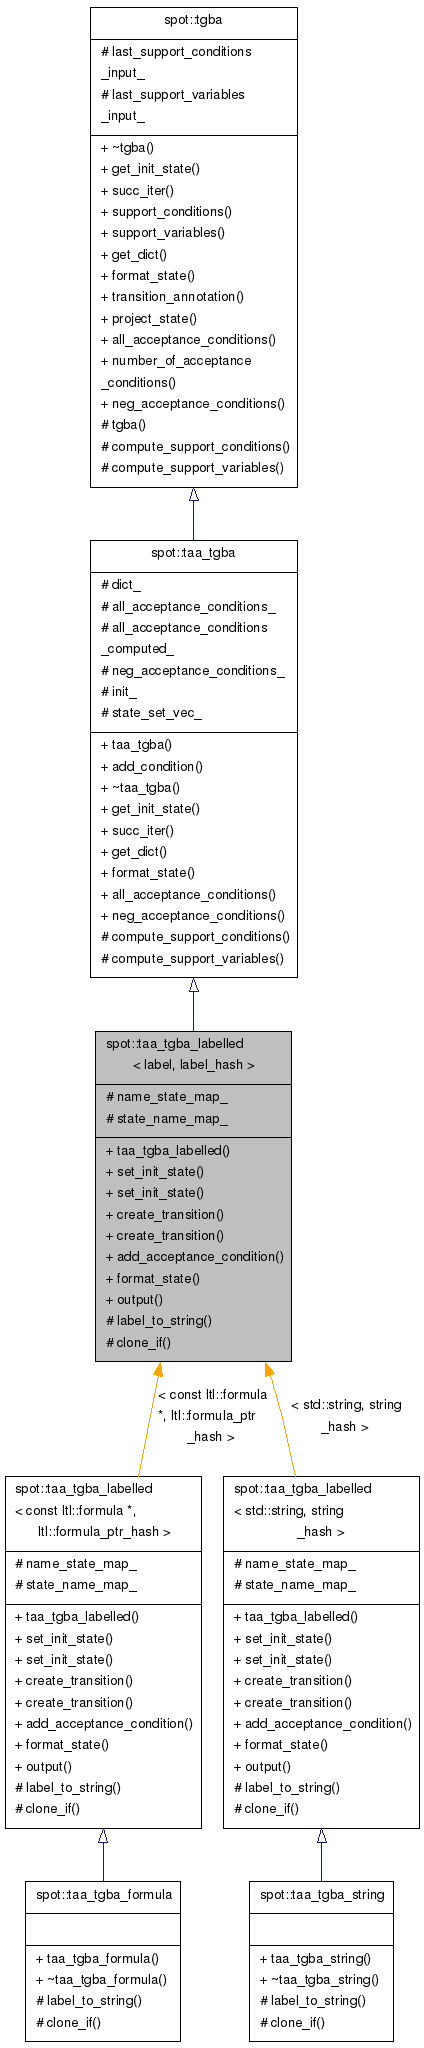 spot::tgba
# last_support_conditions
_input_
# last_support_variables
_input_
+ ~tgba()
+ get_init_state()
+ succ_iter()
+ support_conditions()
+ support_variables()
+ get_dict()
+ format_state()
+ transition_annotation()
+ project_state()
+ all_acceptance_conditions()
+ number_of_acceptance
_conditions()
+ neg_acceptance_conditions()
# tgba()
# compute_support_conditions()
# compute_support_variables()
spot::taa_tgba
# dict_
# all_acceptance_conditions_
# all_acceptance_conditions
_computed_
# neg_acceptance_conditions_
# init_
# state_set_vec_
+ taa_tgba()
+ add_condition()
+ ~taa_tgba()
+ get_init_state()
+ succ_iter()
+ get_dict()
+ format_state()
+ all_acceptance_conditions()
+ neg_acceptance_conditions()
# compute_support_conditions()
# compute_support_variables()
spot::taa_tgba_labelled
< label, label_hash >
# name_state_map_
# state_name_map_
+ taa_tgba_labelled()
+ set_init_state()
+ set_init_state()
+ create_transition()
+ create_transition()
+ add_acceptance_condition()
+ format_state()
+ output()
# label_to_string()
# clone_if()
< const ltl::formula
*, ltl::formula_ptr
_hash >
< std::string, string
_hash >
spot::taa_tgba_labelled
< const ltl::formula *,
ltl::formula_ptr_hash >
# name_state_map_
# state_name_map_
+ taa_tgba_labelled()
+ set_init_state()
+ set_init_state()
+ create_transition()
+ create_transition()
+ add_acceptance_condition()
+ format_state()
+ output()
# label_to_string()
# clone_if()
spot::taa_tgba_labelled
< std::string, string
_hash >
# name_state_map_
# state_name_map_
+ taa_tgba_labelled()
+ set_init_state()
+ set_init_state()
+ create_transition()
+ create_transition()
+ add_acceptance_condition()
+ format_state()
+ output()
# label_to_string()
# clone_if()
spot::taa_tgba_formula
+ taa_tgba_formula()
+ ~taa_tgba_formula()
# label_to_string()
# clone_if()
spot::taa_tgba_string
+ taa_tgba_string()
+ ~taa_tgba_string()
# label_to_string()
# clone_if()